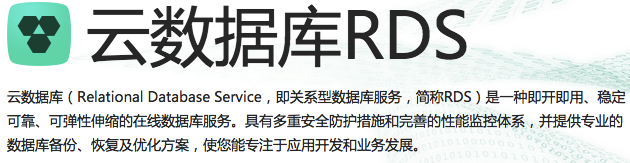 云数据库RDS
云数据库（Relational Database Service，即关系型数据库服务，简称RDS）是一种即开即用、稳定
可靠、可弹性伸缩的在线数据库服务。具有多重安全防护措施和完善的性能监控体系，并提供专业的
数据库备份、恢复及优化方案，使您能专注于应用开发和业务发展。